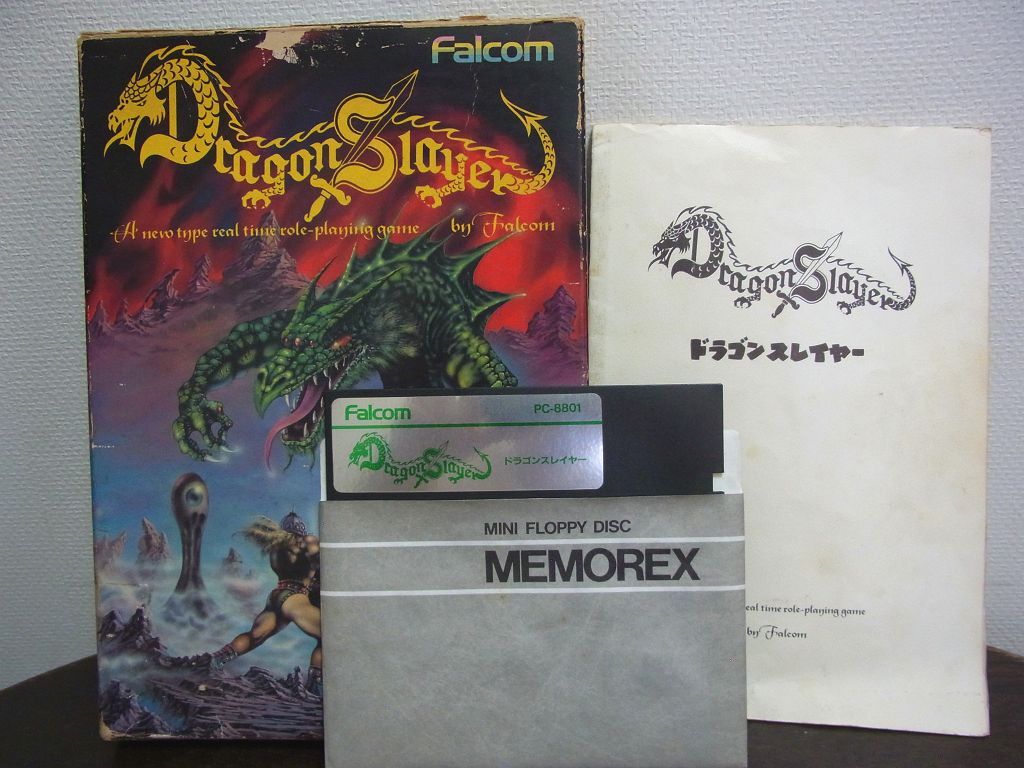 Falcom
Dragon Slayer
A new type real time role-playing game by Falcom
Dragon Slayer
ドラゴンスレイヤー
eal time role-playing game
by Falcom
Falcom PC-8801
Dragon Slayer ドラゴンスレイヤー
MINI FLOPPY DISC
MEMOREX